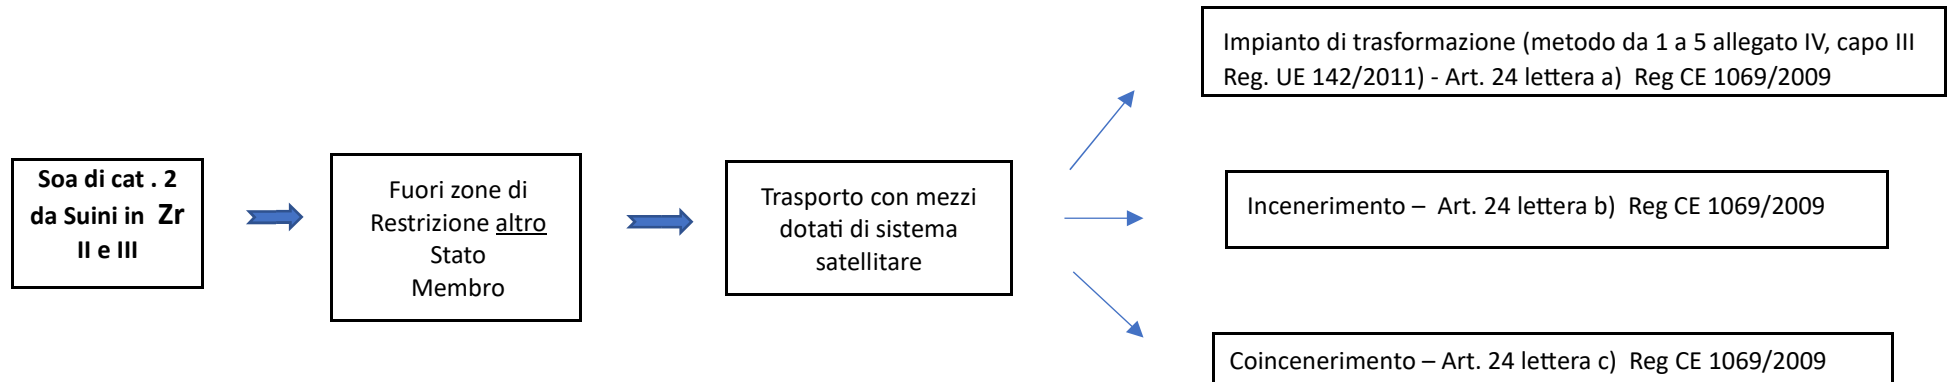 Soa di cat . 2
da Suini in Zr
II e III
Fuori zone di
Restrizione altro
Stato
Membro
Trasporto con mezzi
dotati di sistema
satellitare
Impianto di trasformazione (metodo da 1 a 5 allegato IV, capo III
Reg. UE 142/2011) - Art. 24 lettera a) Reg CE 1069/2009
Incenerimento – Art. 24 lettera b) Reg CE 1069/2009
Coincenerimento – Art. 24 lettera c) Reg CE 1069/2009